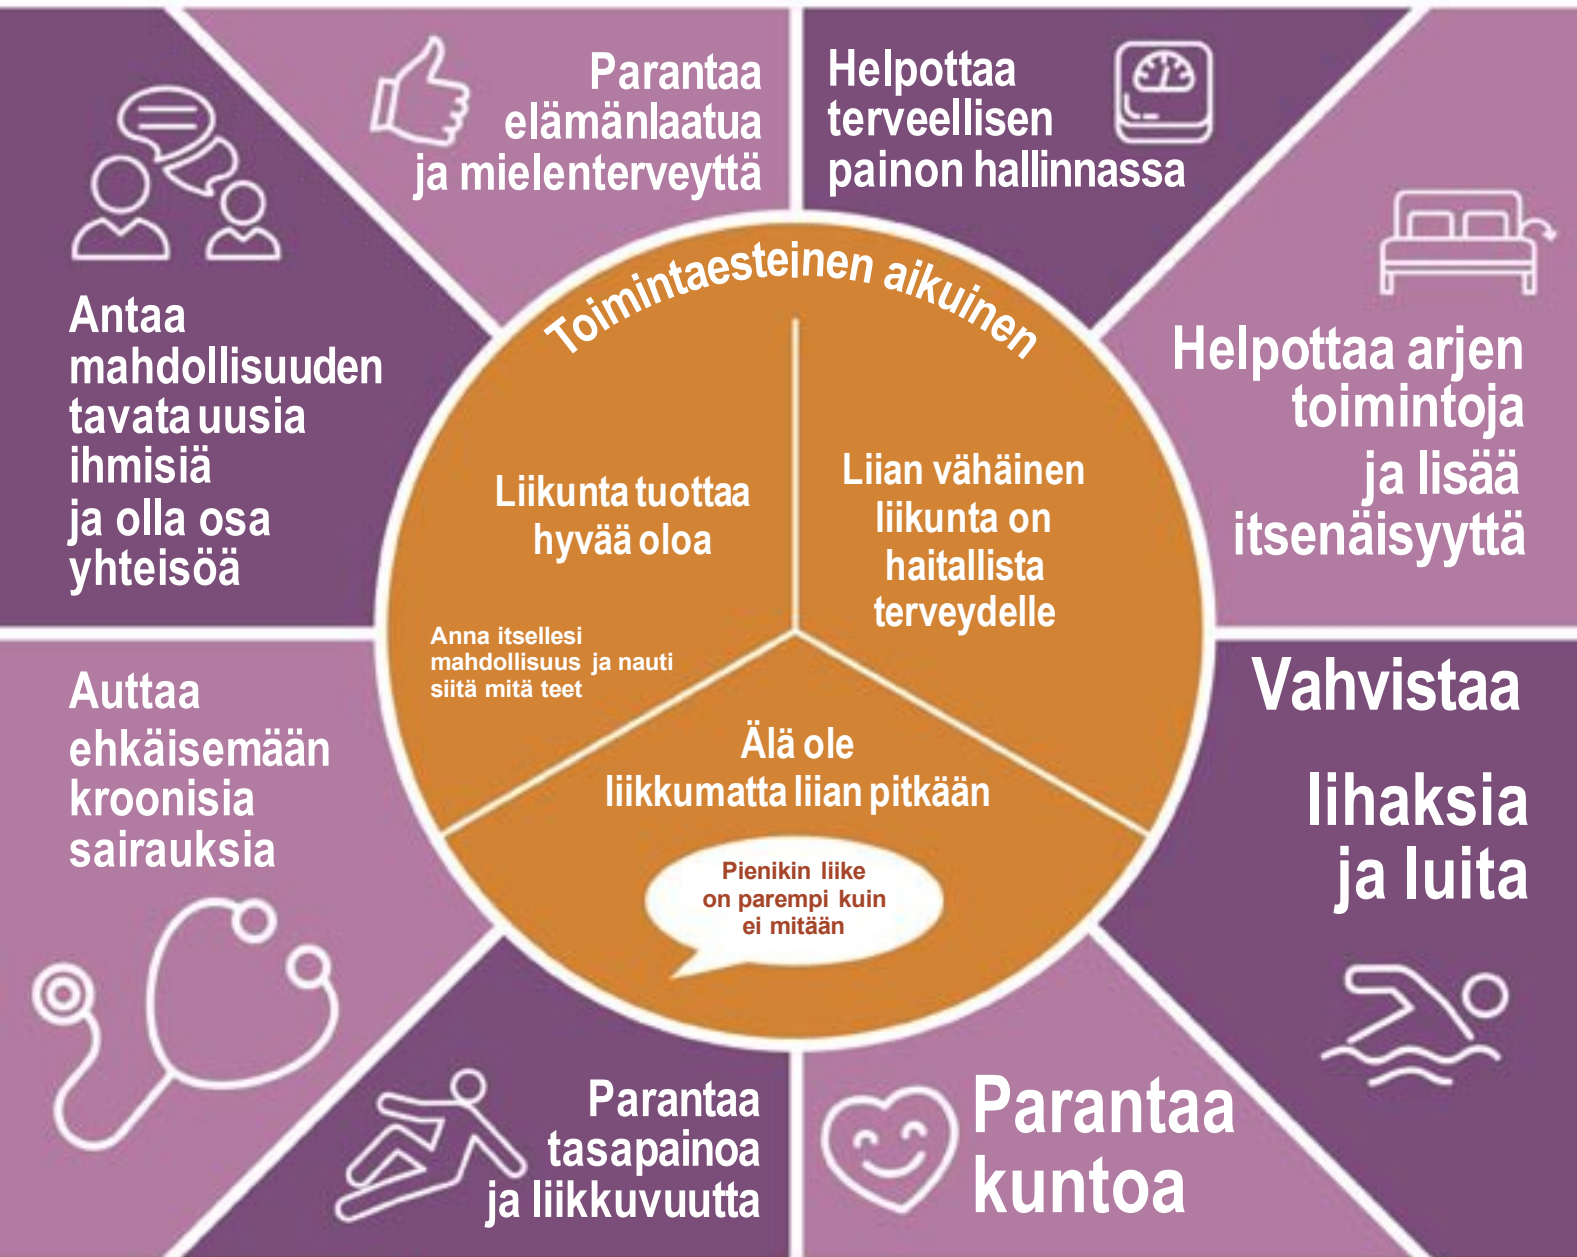 Parantaa
elämänlaatua
ja mielenterveyttä
Helpottaa
terveellisen
painon hallinnassa
Antaa
mahdollisuuden
tavata uusia
ihmisiä
ja olla osa
yhteisöä
Toimintaesteinen aikuinen
Helpottaa arjen
toimintoja
ja lisää
itsenäisyyttä
Liikunta tuottaa
hyvää oloa
Anna itsellesi
mahdollisuus ja nauti
siitä mitä teet
Liian vähäinen
liikunta on
haitallista
terveydelle
Älä ole
liikkumatta liian pitkään
Pienikin liike
on parempi kuin
ei mitään
Auttaa
ehkäisemään
kroonisia
sairauksia
Vahvistaa
lihaksia
ja luita
Parantaa
tasapainoa
ja liikkuvuutta
Parantaa
kuntoa